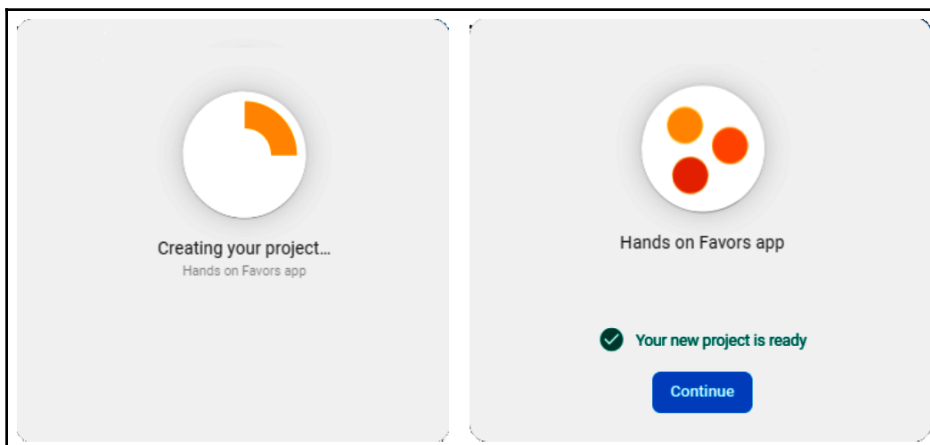 Creating your project...
Hands on Favors app
Hands on Favors app
Your new project is ready
Continue